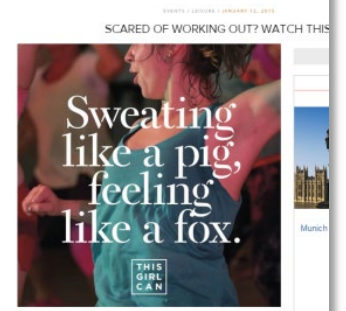 EVENTS / LEISURE / JANUARY 12, 2015
SCARED OF WORKING OUT? WATCH THIS
Sweating
like a pig,
feeling
like a fox.
THIS
GIRL
CAN
Munich